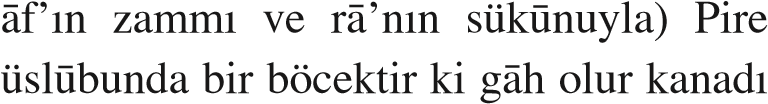 āf’ın zammı ve rā’nın sükūnuyla) Pire
üslūbunda bir böcektir ki gāh olur kanadı